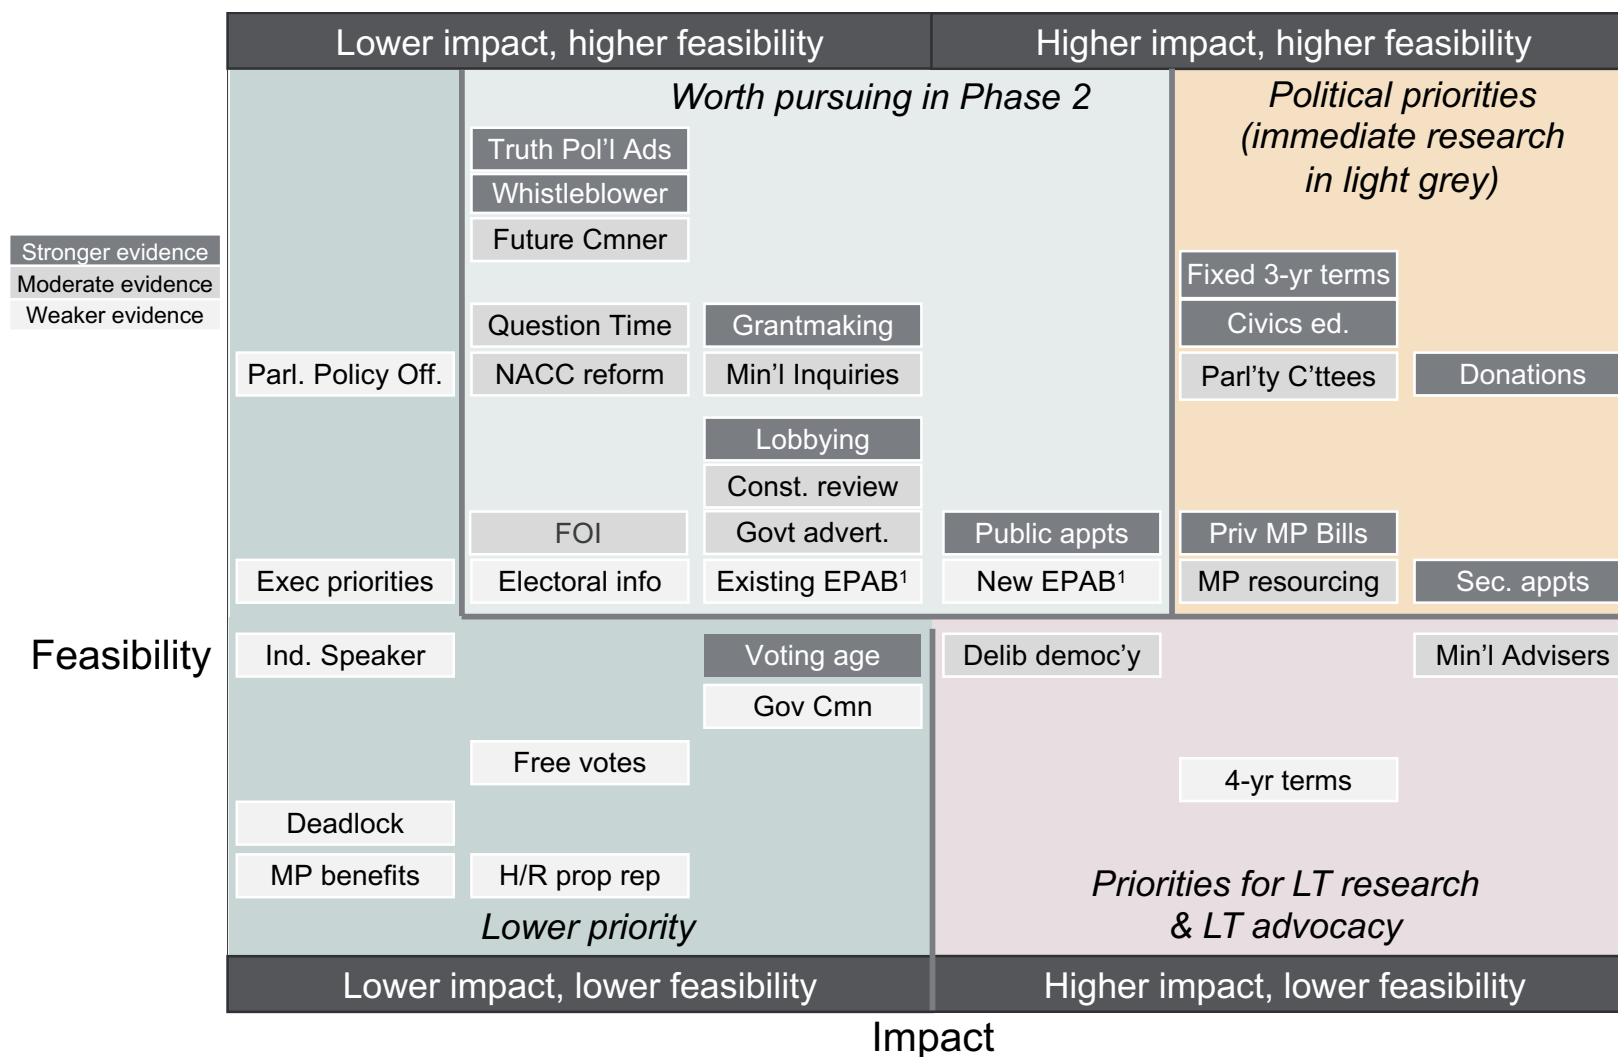 Lower impact, higher feasibility
Higher impact, higher feasibility
Worth pursuing in Phase 2
Political priorities
(immediate research
in light grey)
Truth Pol’l Ads
Whistleblower
Future Cmner
Stronger evidence
Moderate evidence
Weaker evidence
Fixed 3-yr terms
Question Time
Grantmaking
Civics ed.
Parl. Policy Off.
NACC reform
Min’l Inquiries
Parl’ty C’ttees
Donations
Lobbying
Const. review
FOI
Govt advert.
Public appts
Priv MP Bills
Exec priorities
Electoral info
Existing EPAB¹
New EPAB¹
MP resourcing
Sec. appts
Feasibility
Ind. Speaker
Voting age
Delib democ’y
Min’l Advisers
Gov Cmn
Free votes
4-yr terms
Deadlock
MP benefits
H/R prop rep
Lower priority
Priorities for LT research
& LT advocacy
Lower impact, lower feasibility
Higher impact, lower feasibility
Impact